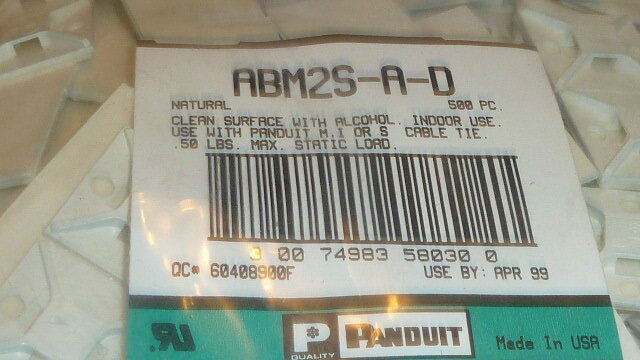 ABM2S-A-D
NATURAL 500 PC.
CLEAN SURFACE WITH ALCOHOL. INDOOR USE.
USE WITH PANDUIT M,I OR S CABLE TIE.
.50 LBS. MAX. STATIC LOAD.
3 00 74983 58030 0
QC# 60408900F USE BY: APR 99
P PANDUIT
QUALITY
Made In USA